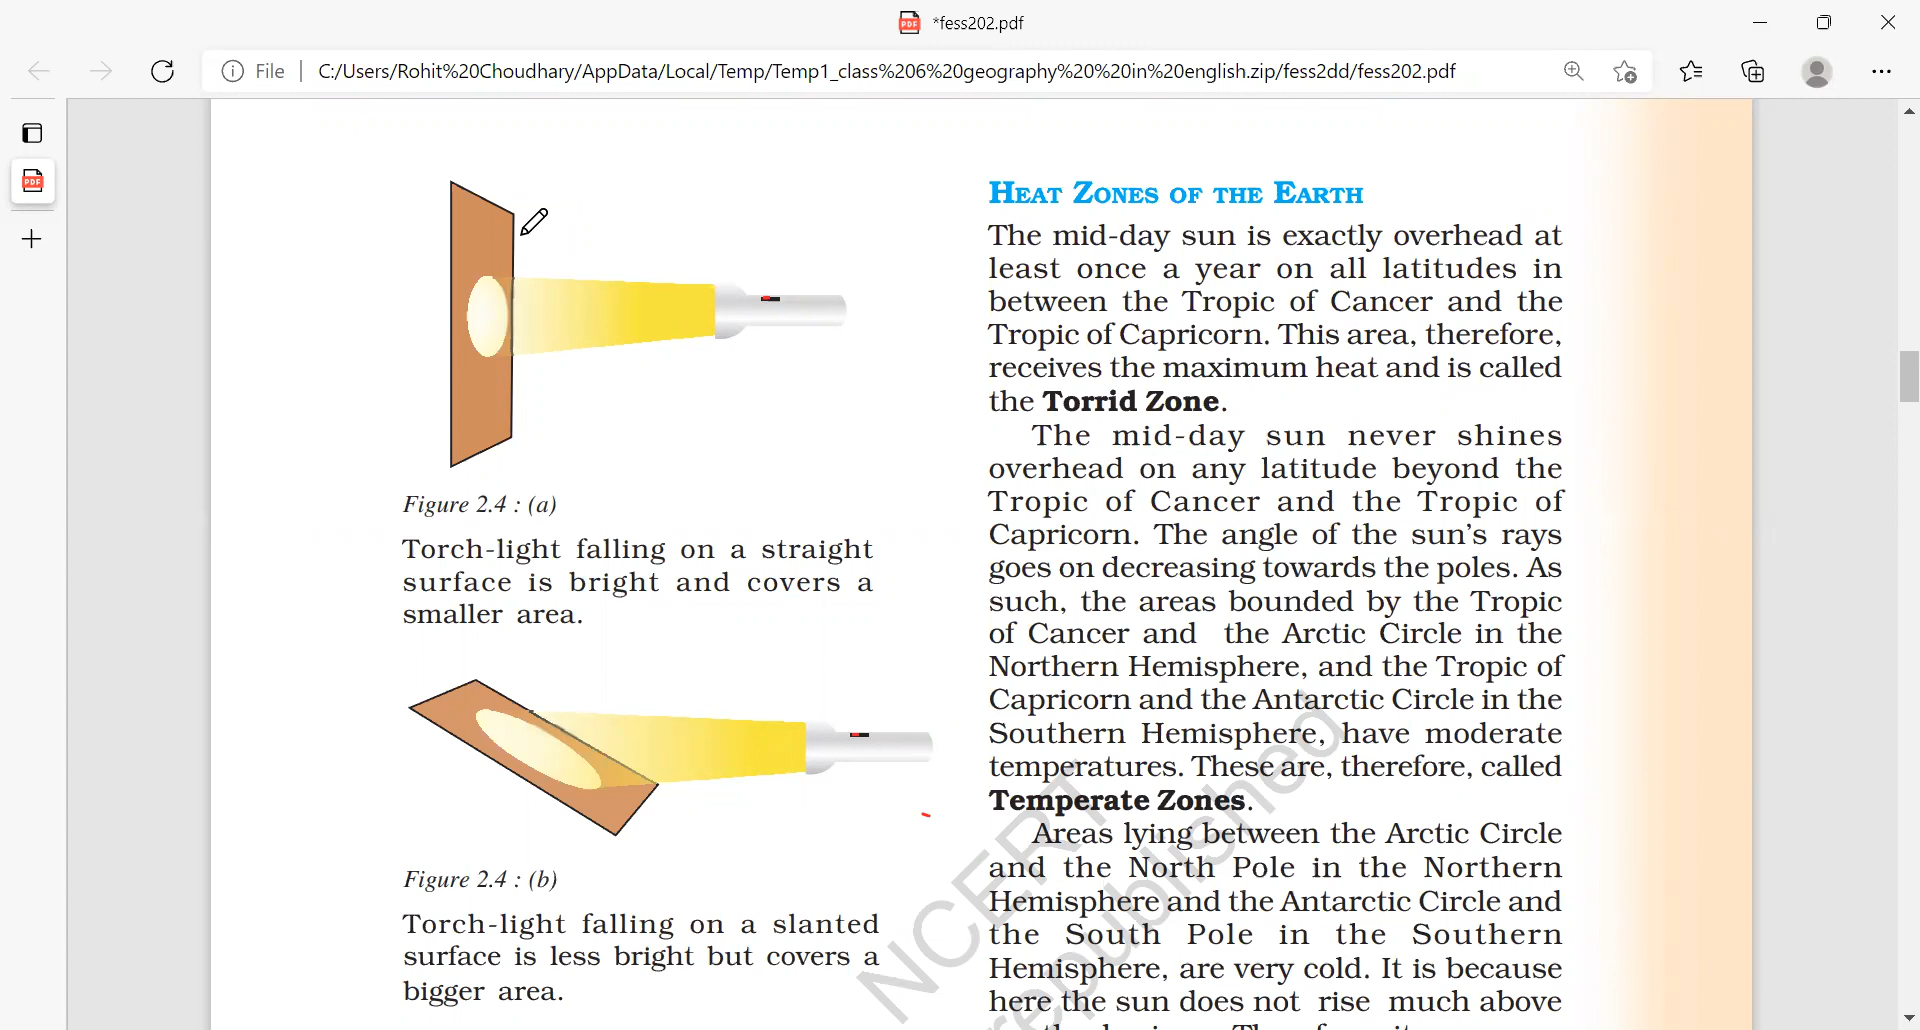 *fess202.pdf
File
C:/Users/Rohit%20Choudhary/AppData/Local/Temp/Temp1_class%206%20geography%20%20in%20english.zip/fess2dd/fess202.pdf
Figure 2.4 : (a)
Torch-light falling on a straight
surface is bright and covers a
smaller area.
Figure 2.4 : (b)
Torch-light falling on a slanted
surface is less bright but covers a
bigger area.
HEAT ZONES OF THE EARTH
The mid-day sun is exactly overhead at
least once a year on all latitudes in
between the Tropic of Cancer and the
Tropic of Capricorn. This area, therefore,
receives the maximum heat and is called
the Torrid Zone.
The mid-day sun never shines
overhead on any latitude beyond the
Tropic of Cancer and the Tropic of
Capricorn. The angle of the sun's rays
goes on decreasing towards the poles. As
such, the areas bounded by the Tropic
of Cancer and the Arctic Circle in the
Northern Hemisphere, and the Tropic of
Capricorn and the Antarctic Circle in the
Southern Hemisphere, have moderate
temperatures. These are, therefore, called
Temperate Zones.
Areas lying between the Arctic Circle
and the North Pole in the Northern
Hemisphere and the Antarctic Circle and
the South Pole in the Southern
Hemisphere, are very cold. It is because
here the sun does not rise much above
NCERT
republished